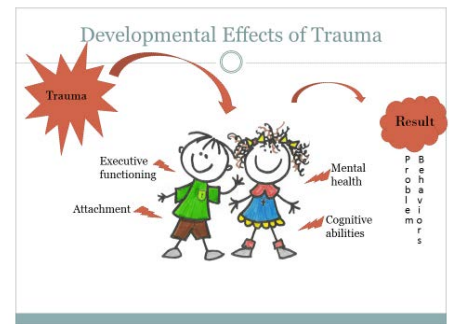 Developmental Effects of Trauma
Trauma
Result
Executive
functioning
Attachment
Mental
health
Cognitive
abilities
Problem
Behaviors